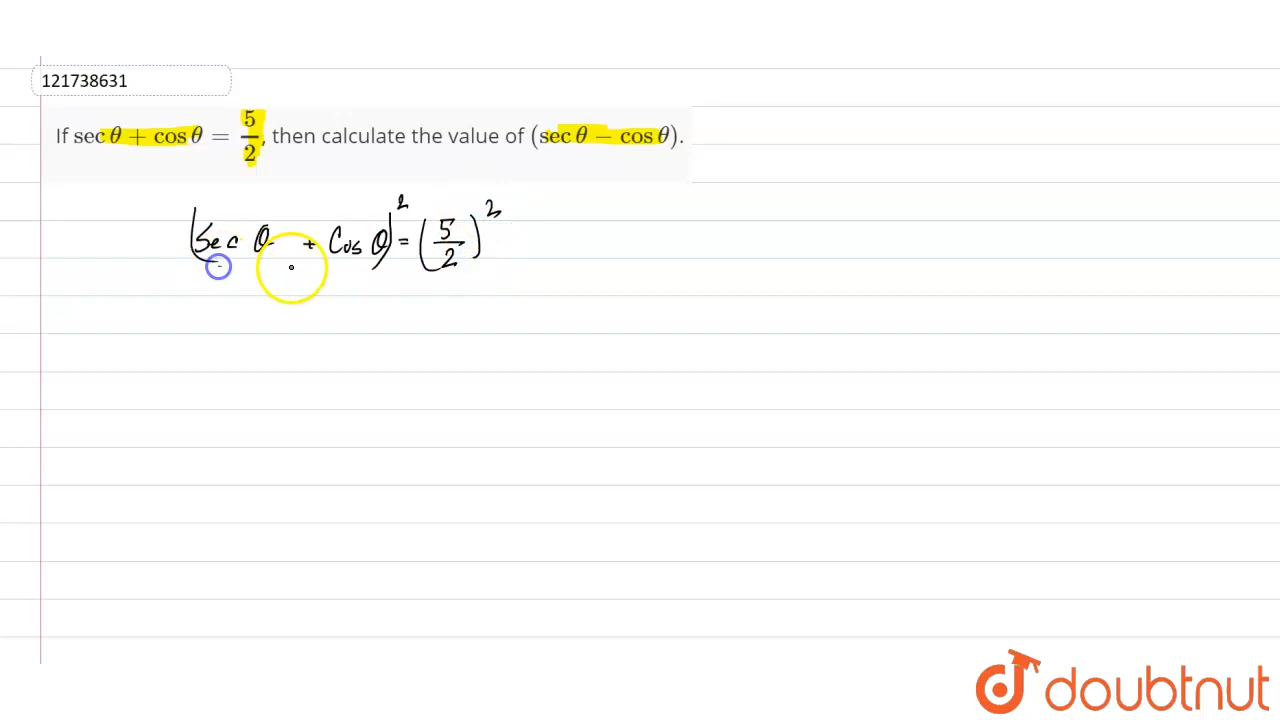 121738631
If sec θ + cos θ = 5/2, then calculate the value of (sec θ − cos θ).
(Sec θ + Cos θ)² = (5/2)²
doubtnut